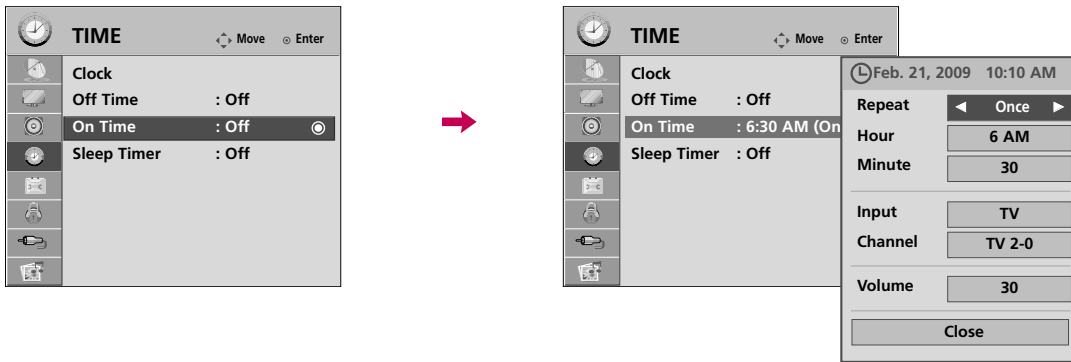 TIME
Move Enter
Clock
Off Time : Off
On Time : Off
Sleep Timer : Off
TIME
Move Enter
Clock
Off Time : Off
On Time : 6:30 AM (On
Sleep Timer : Off
Feb. 21, 2009 10:10 AM
Repeat ◀ Once ▶
Hour 6 AM
Minute 30
Input TV
Channel TV 2-0
Volume 30
Close